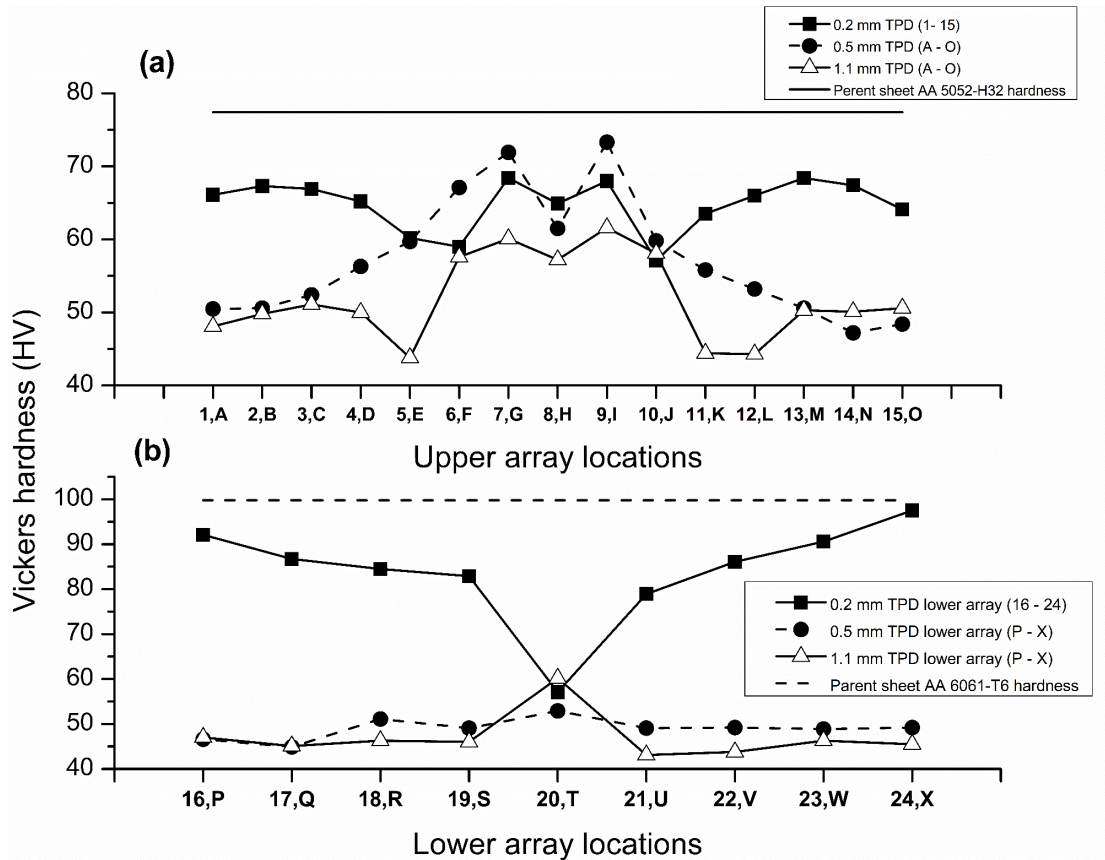 0.2 mm TPD (1- 15)
0.5 mm TPD (A - O)
1.1 mm TPD (A - O)
Perent sheet AA 5052-H32 hardness
(a)
80
70
60
50
40
1,A 2,B 3,C 4,D 5,E 6,F 7,G 8,H 9,I 10,J 11,K 12,L 13,M 14,N 15,O
Upper array locations
Vickers hardness (HV)
(b)
100
90
80
70
60
50
40
0.2 mm TPD lower array (16 - 24)
0.5 mm TPD lower array (P - X)
1.1 mm TPD lower array (P - X)
Parent sheet AA 6061-T6 hardness
16,P 17,Q 18,R 19,S 20,T 21,U 22,V 23,W 24,X
Lower array locations